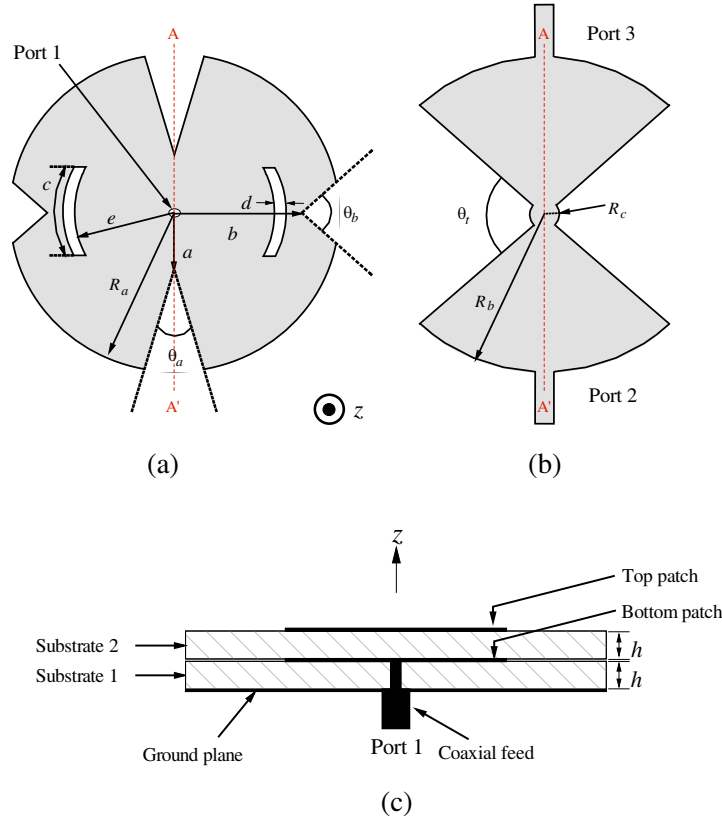 A
Port 1
c
e
d
b
θb
a
Ra
θa
A'
z
(a)
A
Port 3
θt
Rc
Rb
A'
Port 2
(b)
z
Top patch
Bottom patch
Substrate 2
h
Substrate 1
h
Ground plane
Port 1
Coaxial feed
(c)